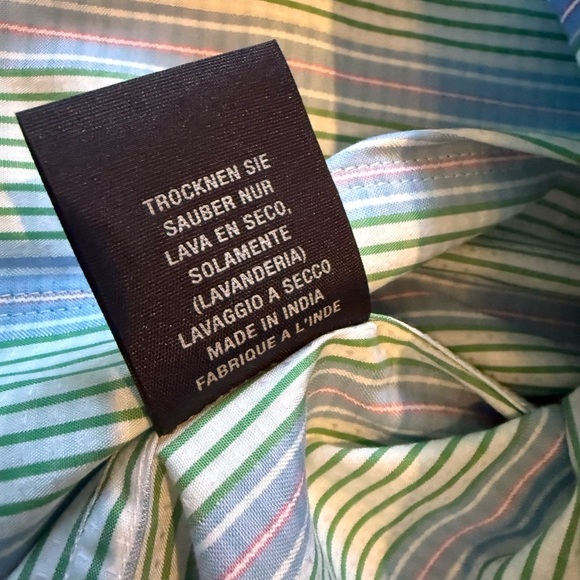 TROCKNEN SIE
SAUBER NUR
LAVA EN SECO,
SOLAMENTE
(LAVANDERIA)
LAVAGGIO A SECCO
MADE IN INDIA
FABRIQUE A L'INDE